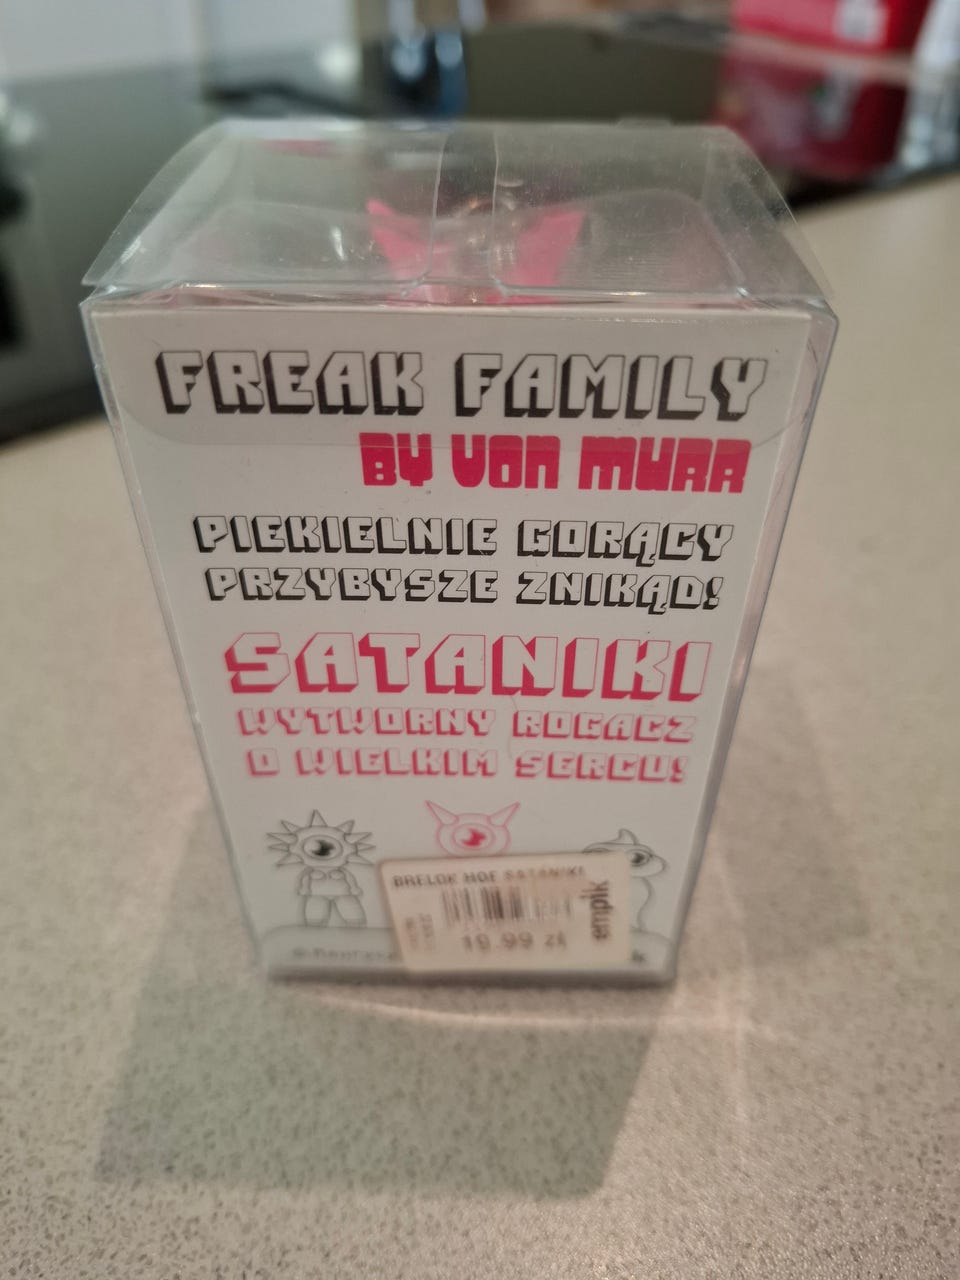 FREAK FAMILY
BY VON MURR
PIEKIELNIE GORĄCY
PRZYBYSZE ZNIKĄD!
SATANIKI
WYTWORNY ROGACZ
O WIELKIM SERCU!
BRELOK MDF SATANIKI
empik
19.99 zł